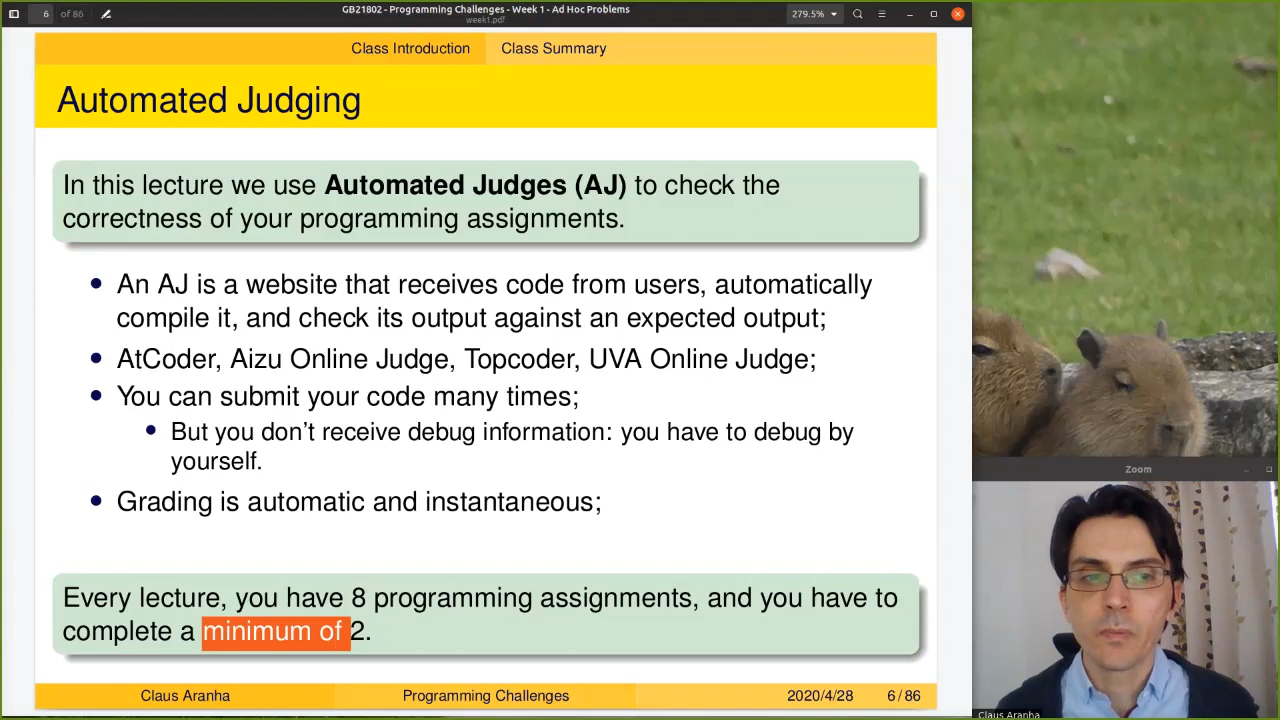 6 of 86
GB21802 - Programming Challenges - Week 1 - Ad Hoc Problems
week1.pdf
279.5%
Class Introduction Class Summary
Automated Judging
In this lecture we use Automated Judges (AJ) to check the
correctness of your programming assignments.
• An AJ is a website that receives code from users, automatically
compile it, and check its output against an expected output;
• AtCoder, Aizu Online Judge, Topcoder, UVA Online Judge;
• You can submit your code many times;
• But you don't receive debug information: you have to debug by
yourself.
• Grading is automatic and instantaneous;
Every lecture, you have 8 programming assignments, and you have to
complete a minimum of 2.
Claus Aranha Programming Challenges 2020/4/28 6 / 86
Zoom
Claus Aranha